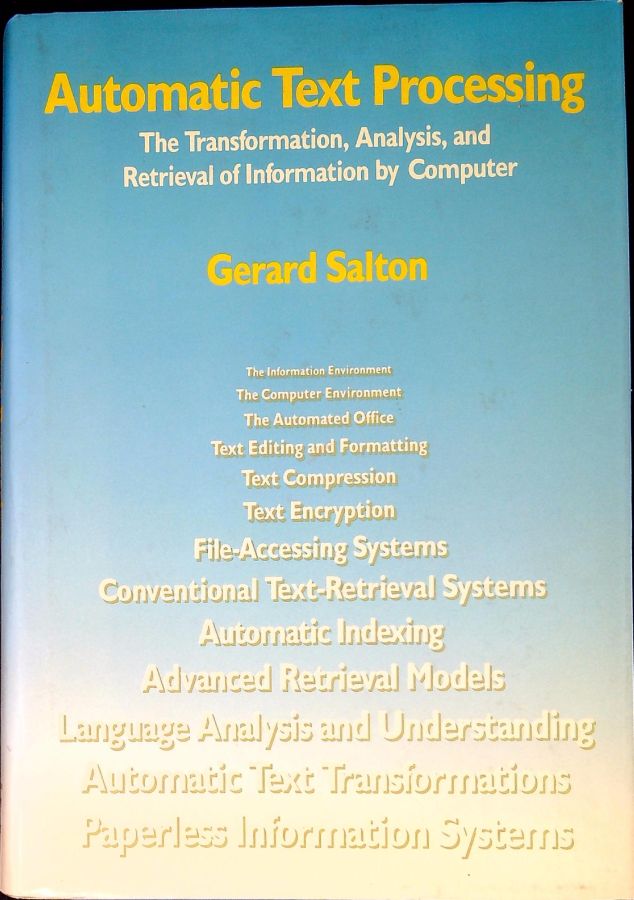 Automatic Text Processing
The Transformation, Analysis, and
Retrieval of Information by Computer
Gerard Salton
The Information Environment
The Computer Environment
The Automated Office
Text Editing and Formatting
Text Compression
Text Encryption
File-Accessing Systems
Conventional Text-Retrieval Systems
Automatic Indexing
Advanced Retrieval Models
Language Analysis and Understanding
Automatic Text Transformations
Paperless Information Systems